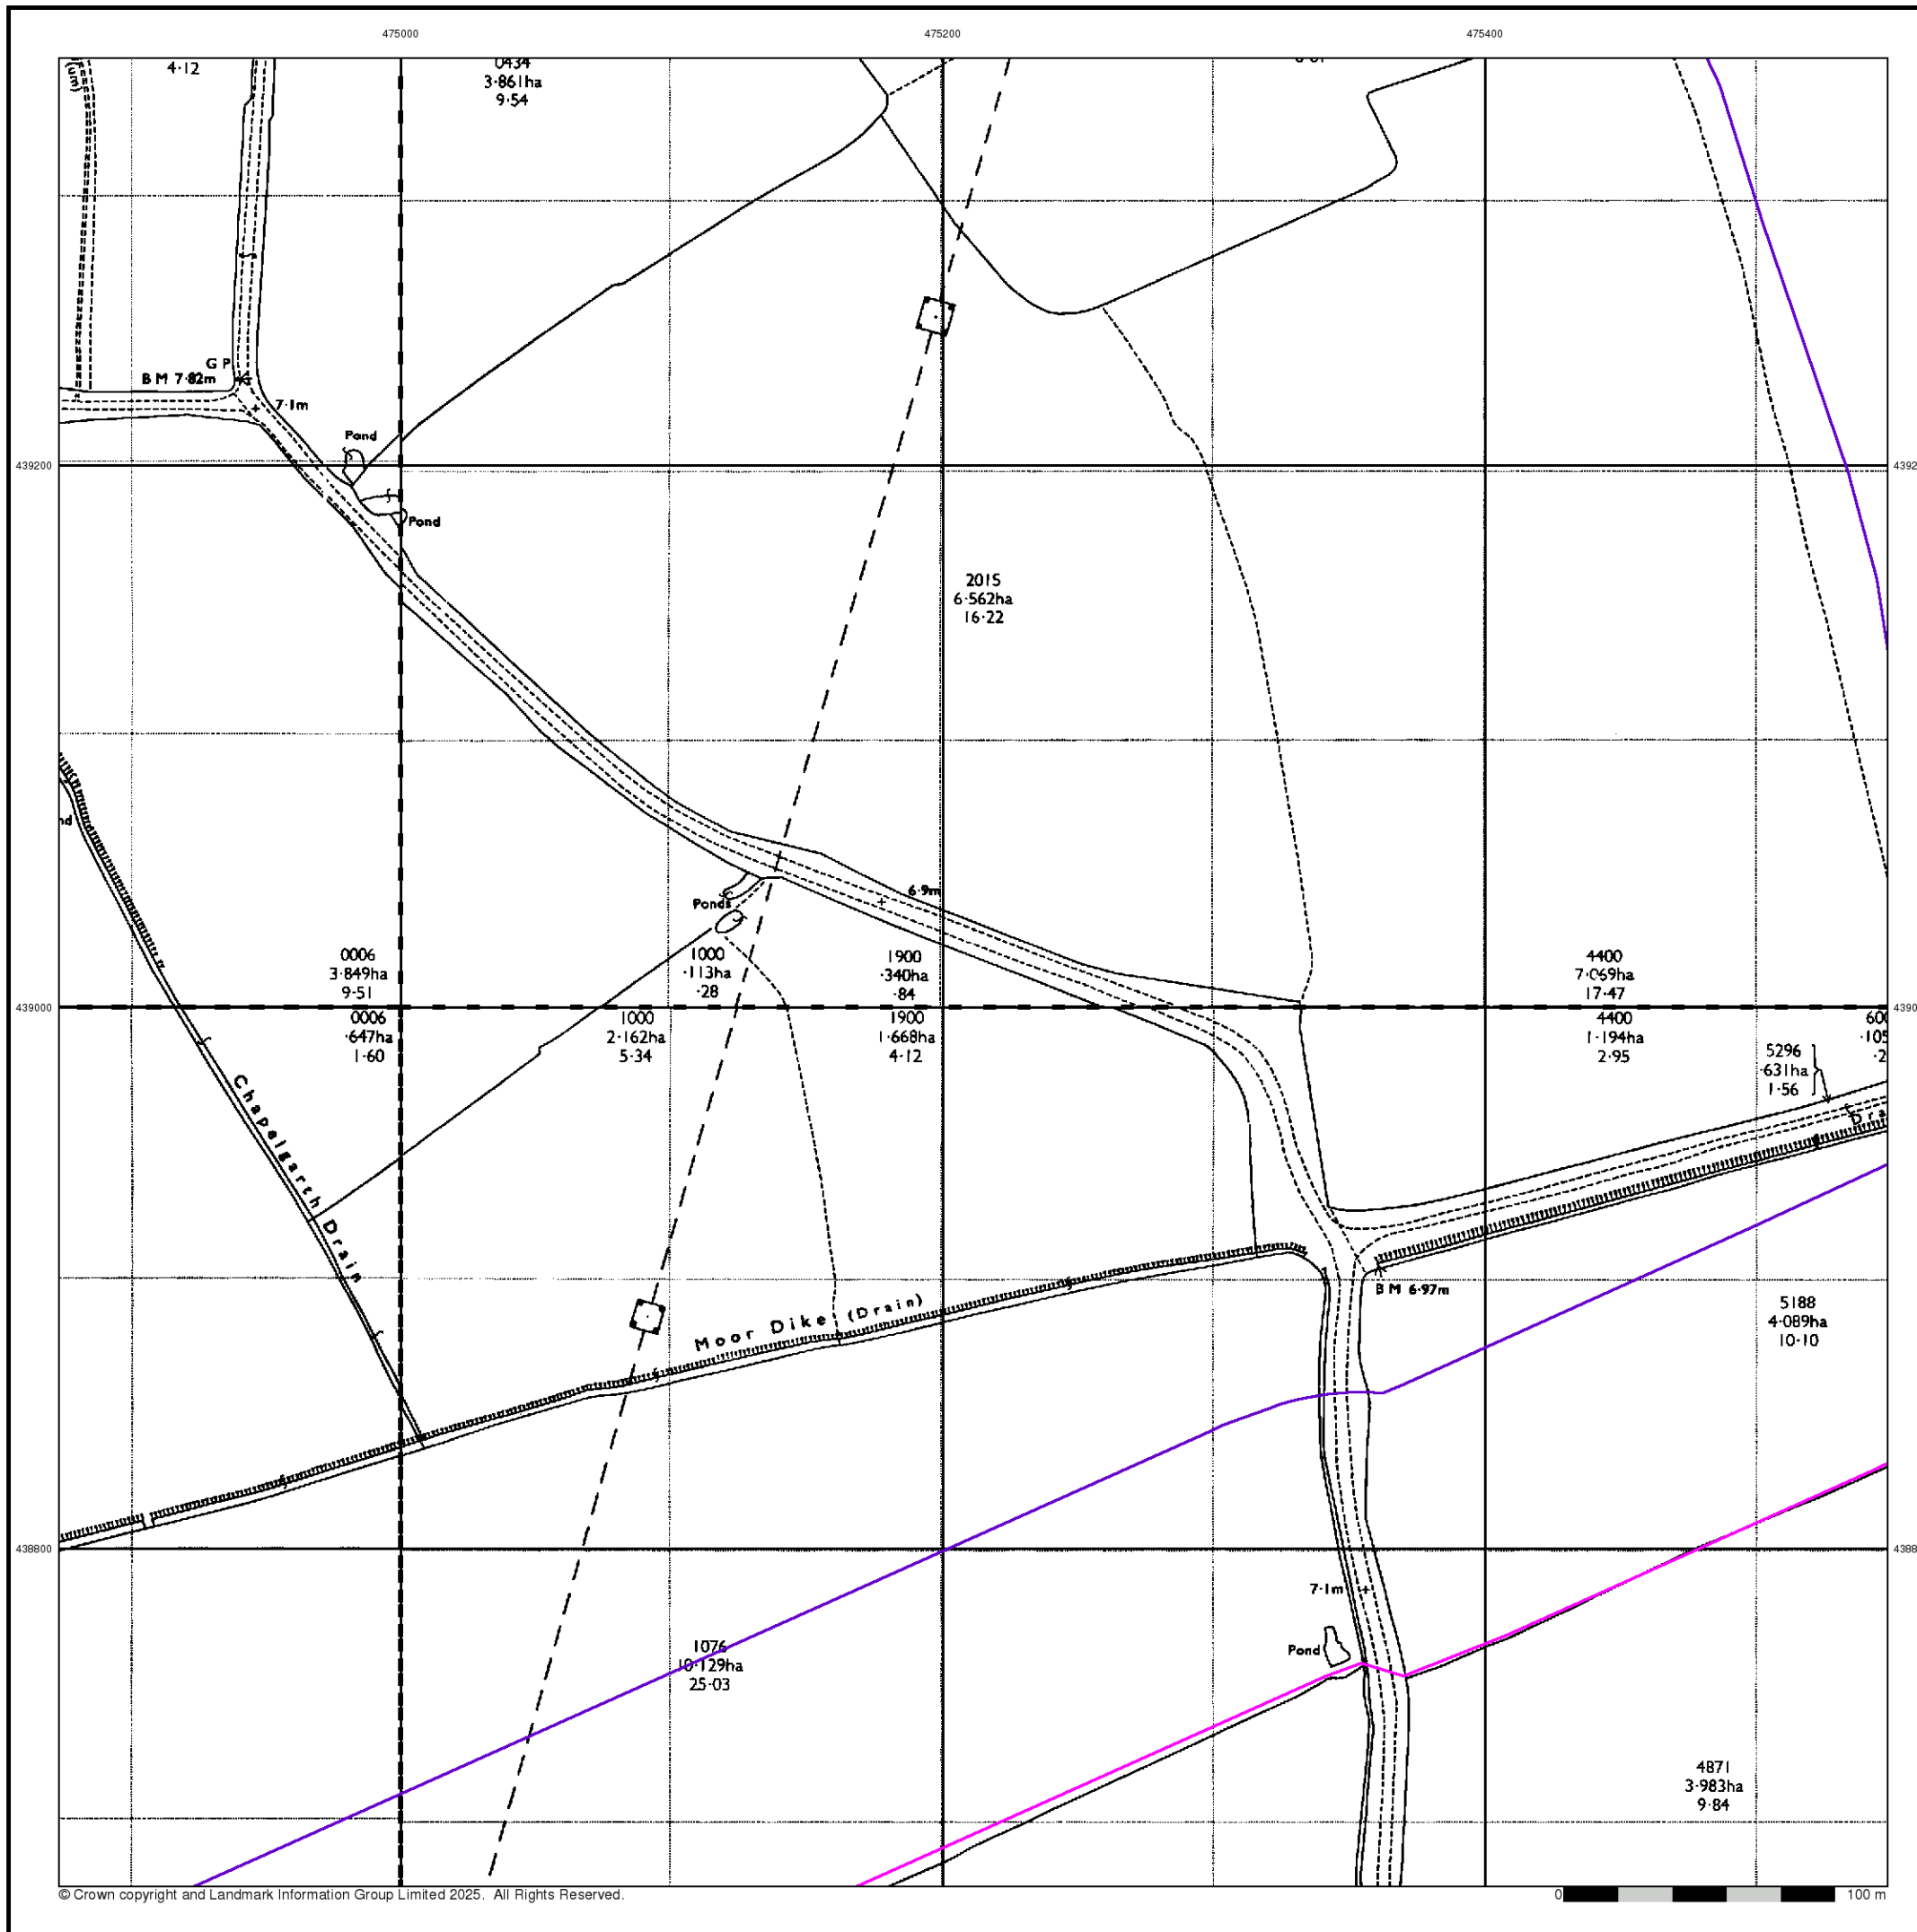 475000
475200
475400
4·12
0434
3·861ha
9·54
G P
B M 7·82m
7·1m
Pond
439200
Pond
2015
6·562ha
16·22
6·9m
Ponds
0006
3·849ha
9·51
1000
·113ha
·28
1900
·340ha
·84
4400
7·069ha
17·47
439000
0006
·647ha
1·60
1000
2·162ha
5·34
1900
1·668ha
4·12
4400
1·194ha
2·95
5296
·631ha
1·56
Chapelgarth Drain
Moor Dike (Drain)
B M 6·97m
5188
4·089ha
10·10
438800
7·1m
Pond
1076
10·129ha
25·03
4871
3·983ha
9·84
© Crown copyright and Landmark Information Group Limited 2025. All Rights Reserved.
0 100 m